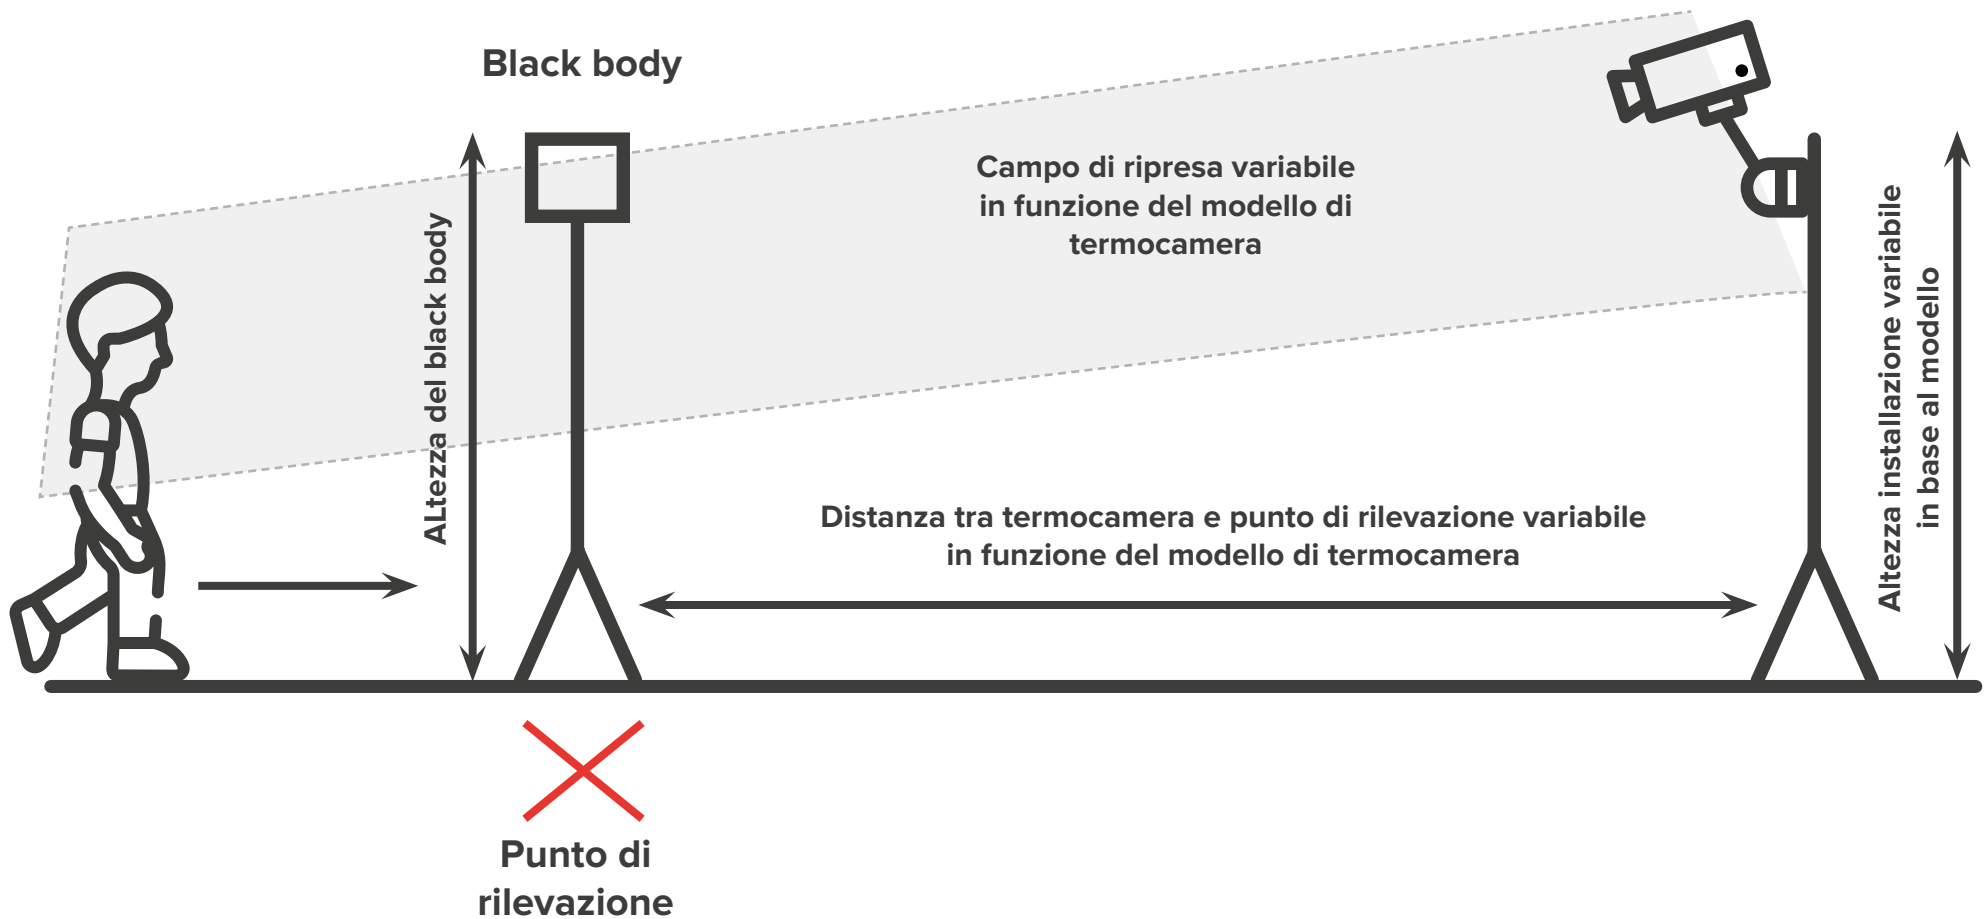 Black body
Campo di ripresa variabile
in funzione del modello di
termocamera
ALtezza del black body
Altezza installazione variabile
in base al modello
Distanza tra termocamera e punto di rilevazione variabile
in funzione del modello di termocamera
Punto di
rilevazione